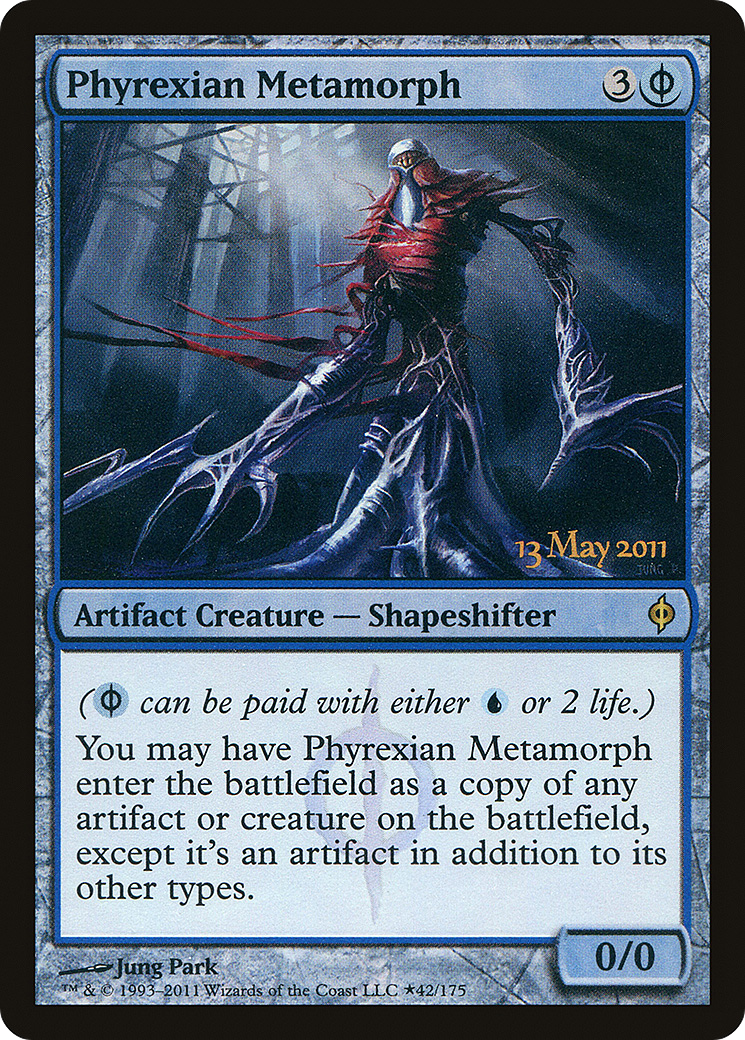 Phyrexian Metamorph
3
13 May 2011
JUNG P.
Artifact Creature — Shapeshifter
( can be paid with either or 2 life.)
You may have Phyrexian Metamorph
enter the battlefield as a copy of any
artifact or creature on the battlefield,
except it's an artifact in addition to its
other types.
0/0
Jung Park
™ & © 1993–2011 Wizards of the Coast LLC ★42/175